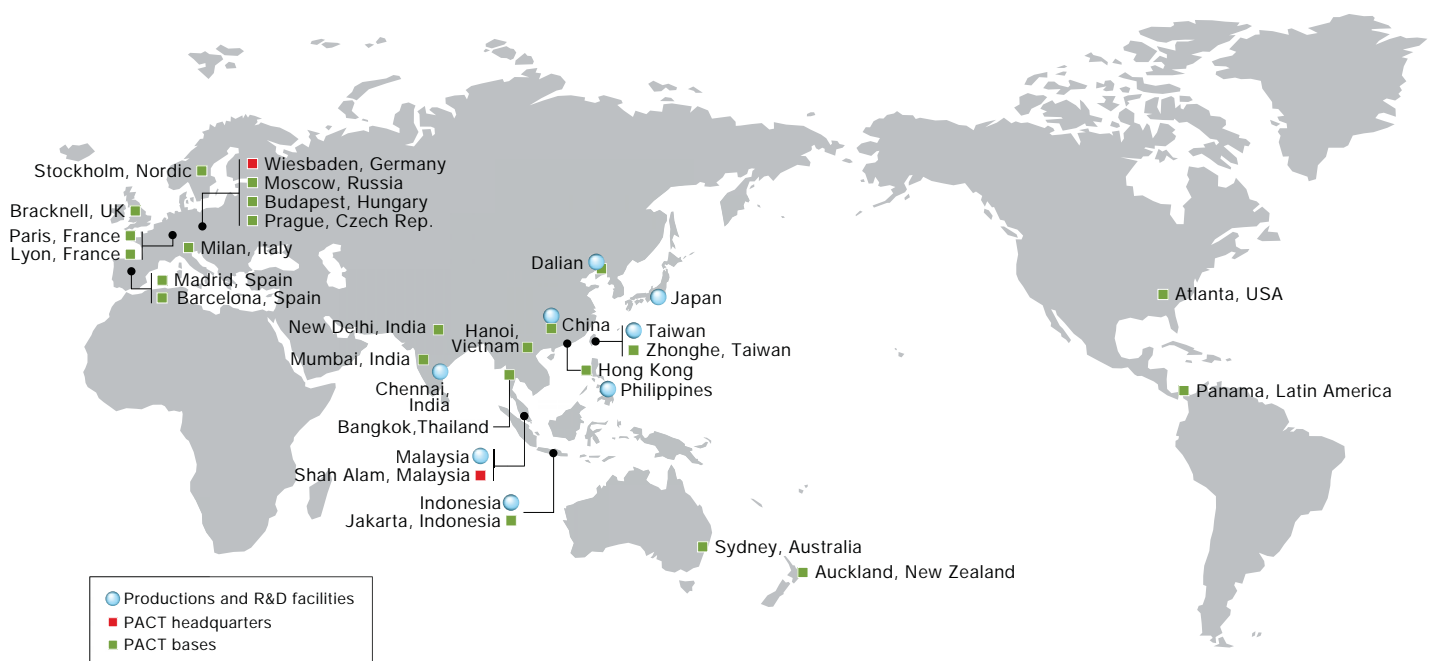 Stockholm, Nordic
Wiesbaden, Germany
Moscow, Russia
Budapest, Hungary
Prague, Czech Rep.
Bracknell, UK
Paris, France
Lyon, France
Milan, Italy
Madrid, Spain
Barcelona, Spain
Dalian
Japan
New Delhi, India
Hanoi,
Vietnam
China
Taiwan
Zhonghe, Taiwan
Mumbai, India
Hong Kong
Chennai,
India
Philippines
Bangkok,Thailand
Malaysia
Shah Alam, Malaysia
Indonesia
Jakarta, Indonesia
Atlanta, USA
Panama, Latin America
Sydney, Australia
Auckland, New Zealand
Productions and R&D facilities
PACT headquarters
PACT bases